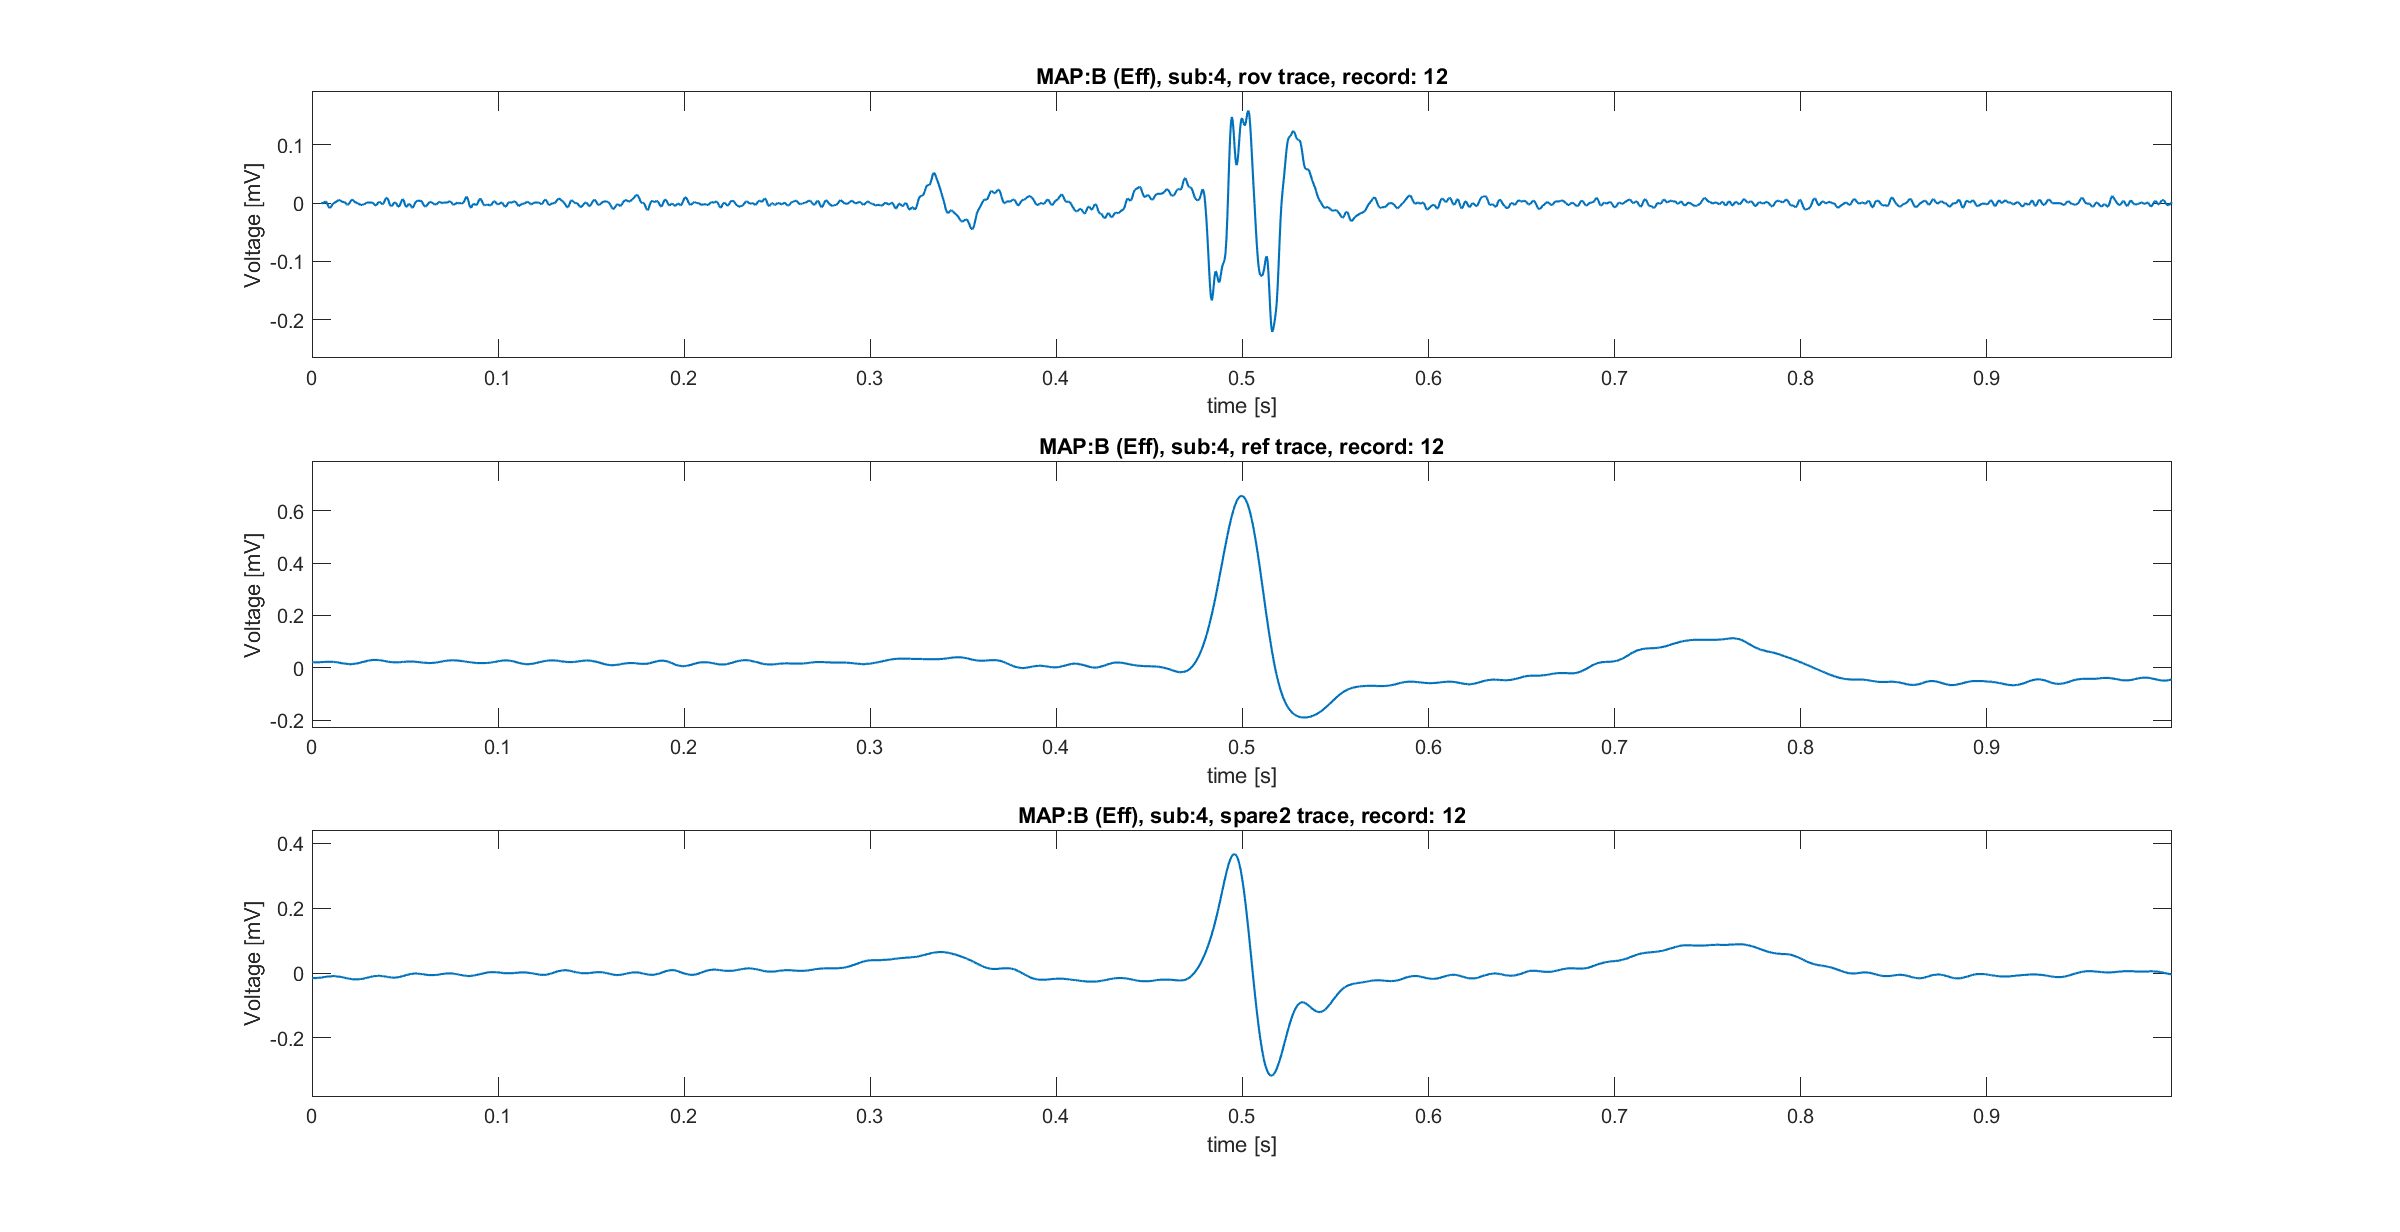 MAP:B (Eff), sub:4, rov trace, record: 12
Voltage [mV]
0.1
0
-0.1
-0.2
0 0.1 0.2 0.3 0.4 0.5 0.6 0.7 0.8 0.9
time [s]
MAP:B (Eff), sub:4, ref trace, record: 12
Voltage [mV]
0.6
0.4
0.2
0
-0.2
0 0.1 0.2 0.3 0.4 0.5 0.6 0.7 0.8 0.9
time [s]
MAP:B (Eff), sub:4, spare2 trace, record: 12
Voltage [mV]
0.4
0.2
0
-0.2
0 0.1 0.2 0.3 0.4 0.5 0.6 0.7 0.8 0.9
time [s]